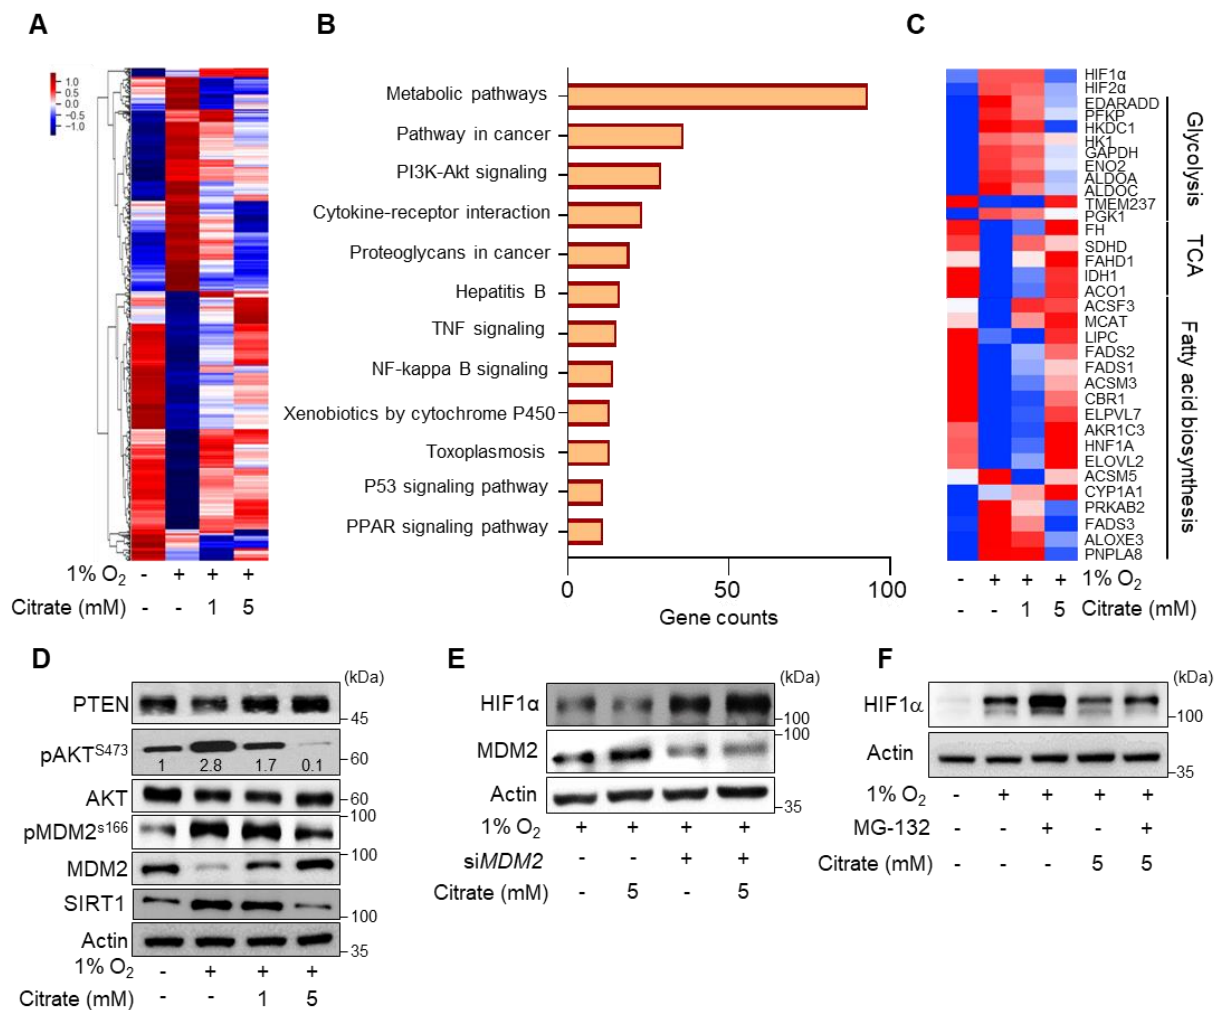 A
B
C
1.0
0.5
0.0
−0.5
−1.0
1% O2 - + + +
Citrate (mM) - - 1 5
Metabolic pathways
Pathway in cancer
PI3K-Akt signaling
Cytokine-receptor interaction
Proteoglycans in cancer
Hepatitis B
TNF signaling
NF-kappa B signaling
Xenobiotics by cytochrome P450
Toxoplasmosis
P53 signaling pathway
PPAR signaling pathway
0 50 100
Gene counts
HIF1α
HIF2α
EDARADD
PFKP
HKDC1
HK1
GAPDH
ENO2
ALDOA
ALDOC
TMEM237
PGK1
FH
SDHD
FAHD1
IDH1
ACO1
ACSF3
MCAT
LIPC
FADS2
FADS1
ACSM3
CBR1
ELPVL7
AKR1C3
HNF1A
ELOVL2
ACSM5
CYP1A1
PRKAB2
FADS3
ALOXE3
PNPLA8
Glycolysis
TCA
Fatty acid biosynthesis
- + + + 1% O2
- - 1 5 Citrate (mM)
D
(kDa)
PTEN
45
pAKTS473
1 2.8 1.7 0.1
60
AKT
60
pMDM2s166
100
MDM2
100
SIRT1
100
Actin
35
1% O2 - + + +
Citrate (mM) - - 1 5
E
(kDa)
HIF1α
100
MDM2
100
Actin
35
1% O2 + + + +
siMDM2 - - + +
Citrate (mM) - 5 - 5
F
(kDa)
HIF1α
100
Actin
35
1% O2 - + + + +
MG-132 - - + - +
Citrate (mM) - - - 5 5